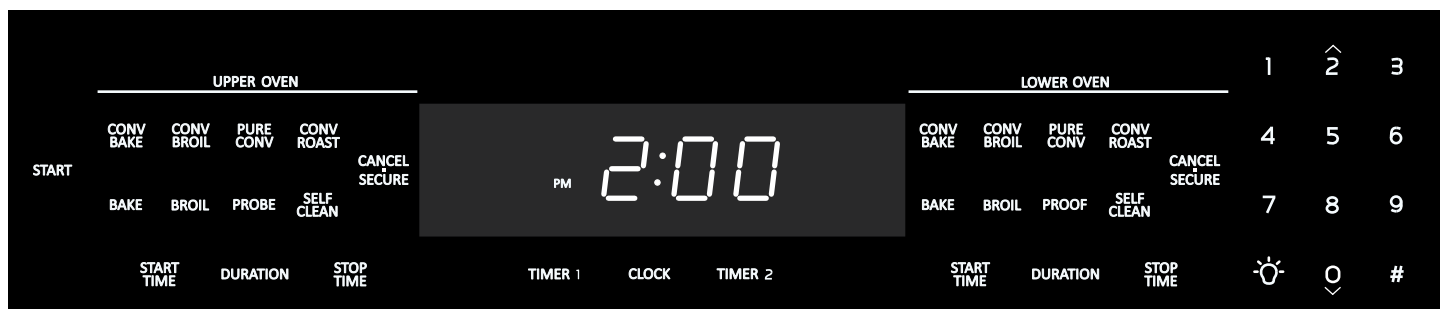 UPPER OVEN
START
CONV BAKE
CONV BROIL
PURE CONV
CONV ROAST
CANCEL
SECURE
BAKE
BROIL
PROBE
SELF CLEAN
START TIME
DURATION
STOP TIME
PM 2:00
TIMER 1
CLOCK
TIMER 2
LOWER OVEN
CONV BAKE
CONV BROIL
PURE CONV
CONV ROAST
CANCEL
SECURE
BAKE
BROIL
PROOF
SELF CLEAN
START TIME
DURATION
STOP TIME
1 2 3
4 5 6
7 8 9
0 #